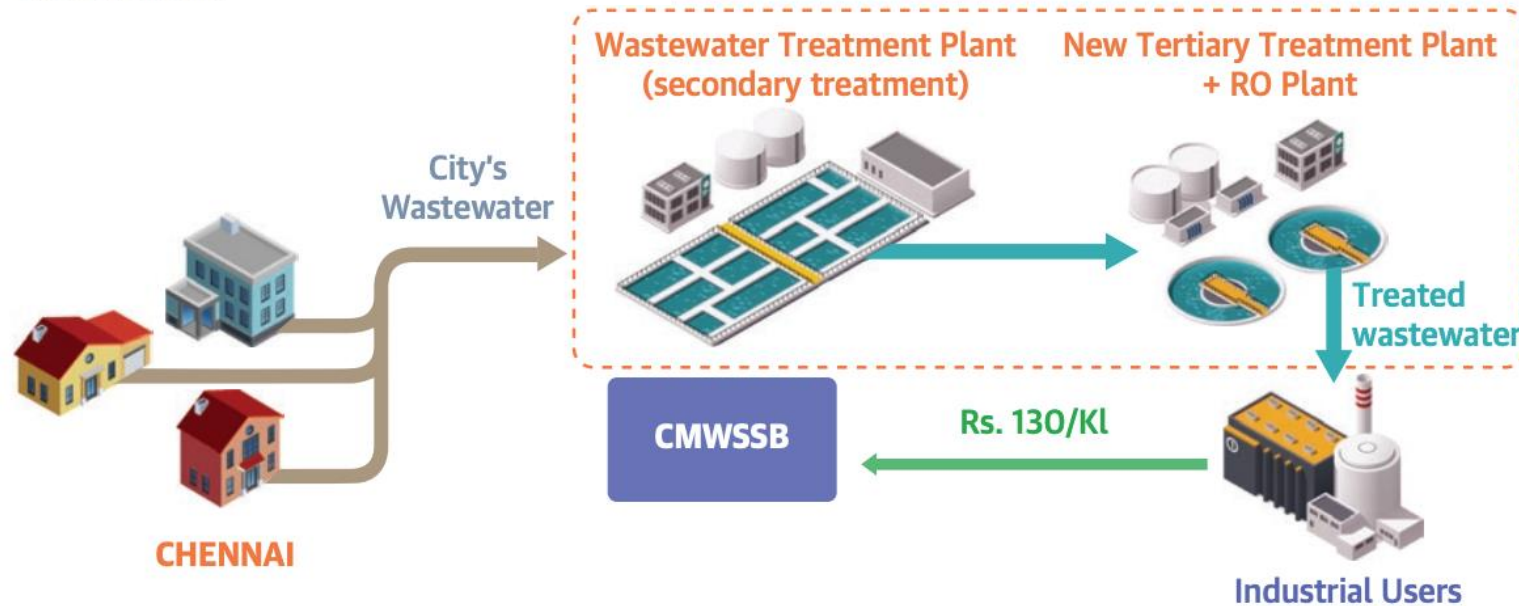 Wastewater Treatment Plant
(secondary treatment)
New Tertiary Treatment Plant
+ RO Plant
City's
Wastewater
Treated
wastewater
CMWSSB
Rs. 130/Kl
CHENNAI
Industrial Users